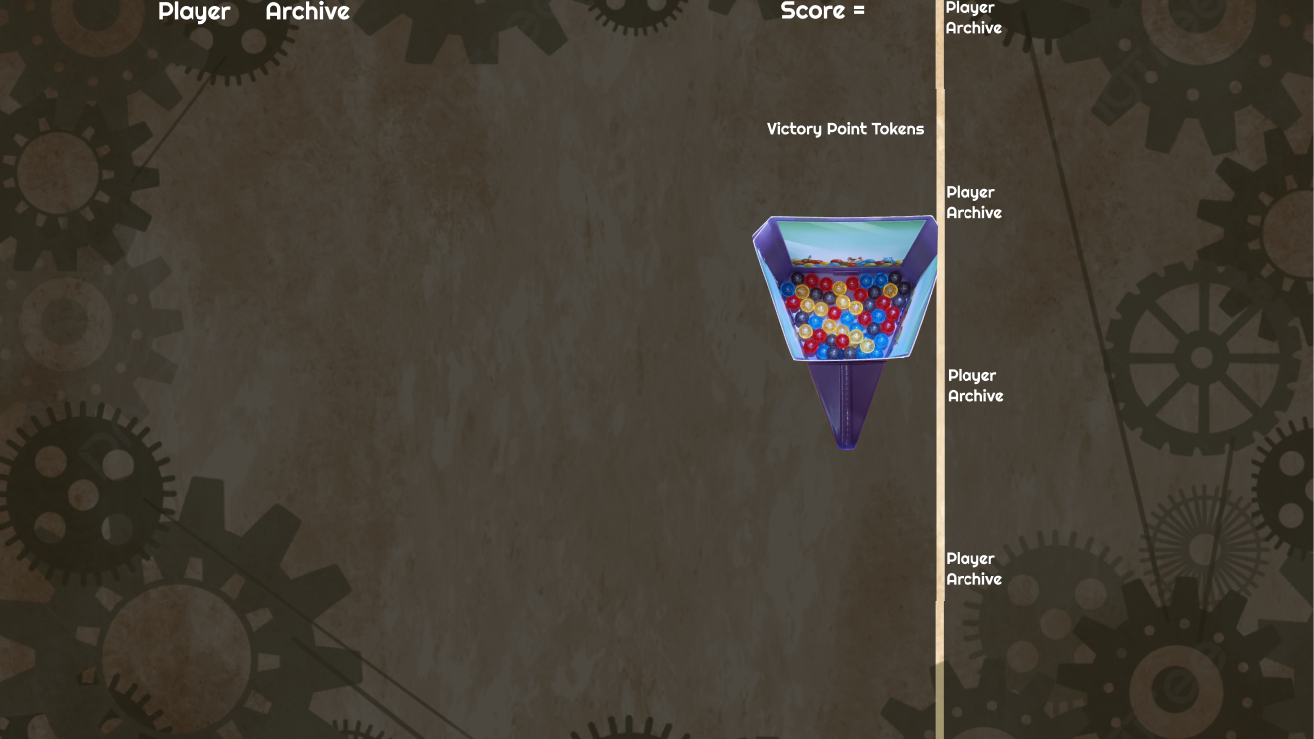 Player Archive Score =
Player
Archive
Victory Point Tokens
Player
Archive
Player
Archive
Player
Archive